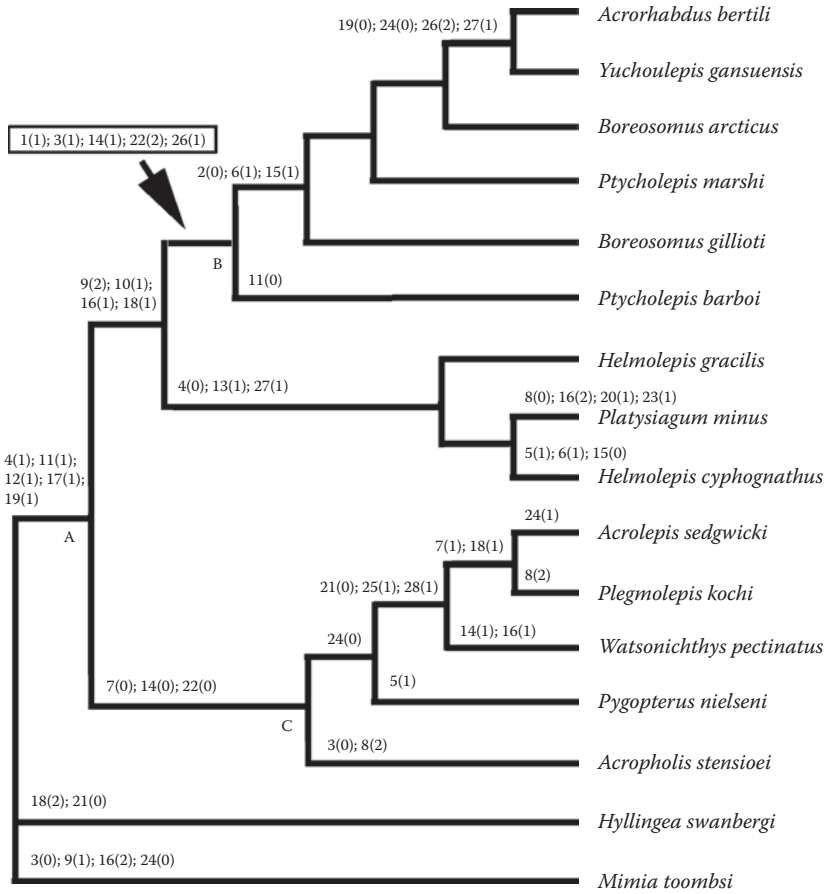 Acrorhabdus bertili
19(0); 24(0); 26(2); 27(1)
Yuchoulepis gansuensis
Boreosomus arcticus
1(1); 3(1); 14(1); 22(2); 26(1)
2(0); 6(1); 15(1)
Ptycholepis marshi
Boreosomus gillioti
B
11(0)
9(2); 10(1);
16(1); 18(1)
Ptycholepis barboi
Helmolepis gracilis
4(0); 13(1); 27(1)
8(0); 16(2); 20(1); 23(1)
Platysiagum minus
5(1); 6(1); 15(0)
Helmolepis cyphognathus
4(1); 11(1);
12(1); 17(1);
19(1)
A
24(1)
Acrolepis sedgwicki
7(1); 18(1)
8(2)
Plegmolepis kochi
21(0); 25(1); 28(1)
14(1); 16(1)
Watsonichthys pectinatus
24(0)
5(1)
Pygopterus nielseni
7(0); 14(0); 22(0)
C
3(0); 8(2)
Acropholis stensioei
18(2); 21(0)
Hyllingea swanbergi
3(0); 9(1); 16(2); 24(0)
Mimia toombsi